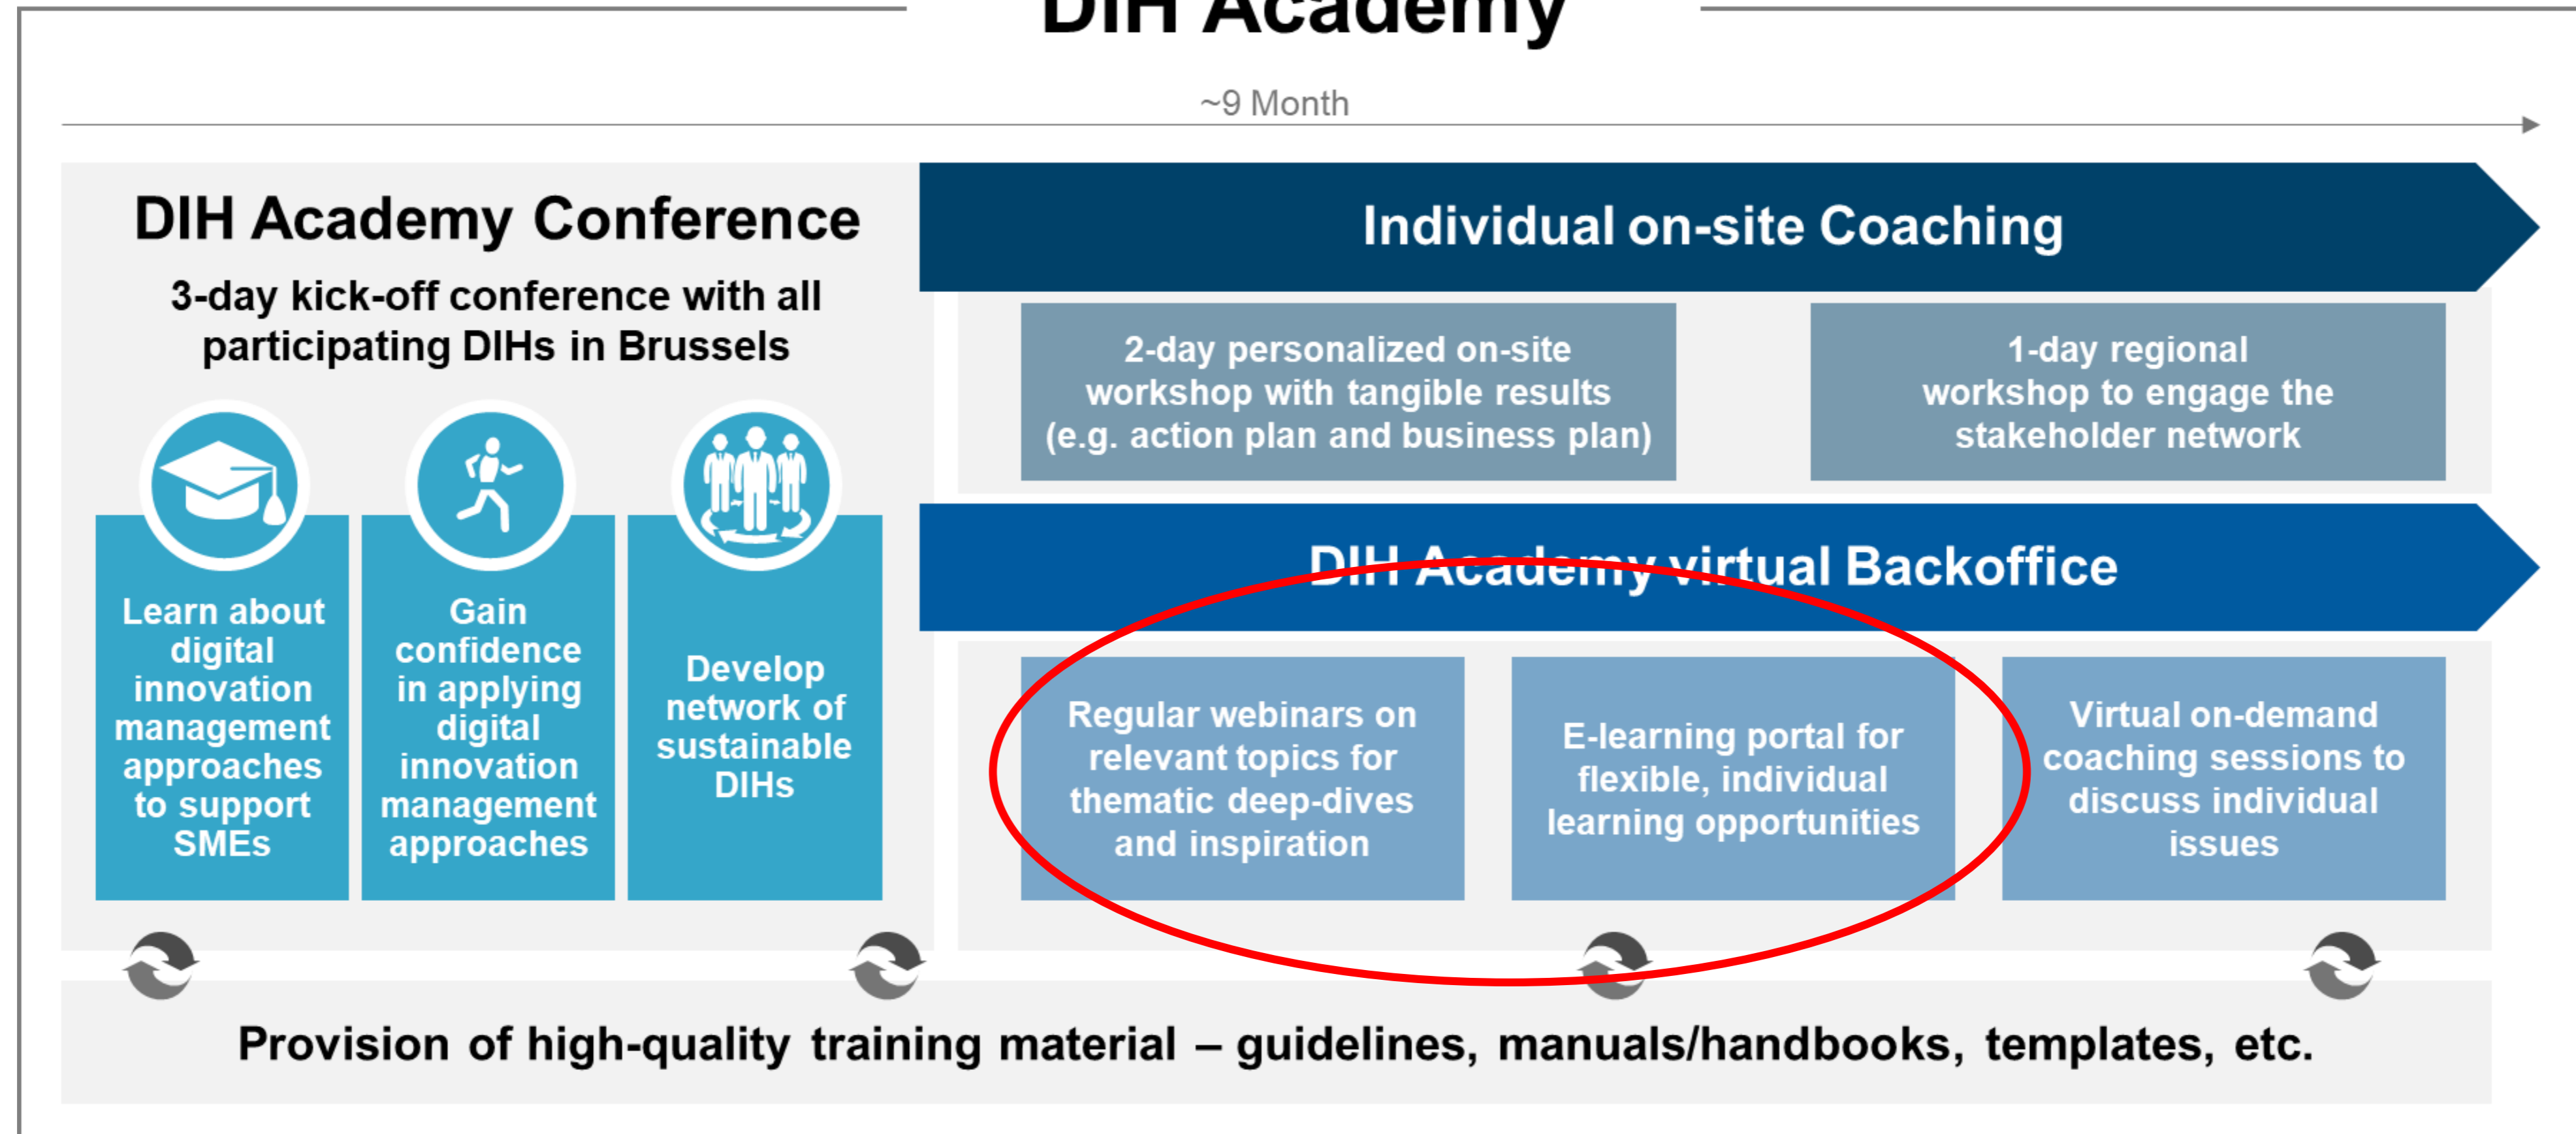 DIH Academy
~9 Month
DIH Academy Conference
3-day kick-off conference with all
participating DIHs in Brussels
Learn about
digital
innovation
management
approaches
to support
SMEs
Gain
confidence
in applying
digital
innovation
management
approaches
Develop
network of
sustainable
DIHs
Individual on-site Coaching
2-day personalized on-site
workshop with tangible results
(e.g. action plan and business plan)
1-day regional
workshop to engage the
stakeholder network
DIH Academy virtual Backoffice
Regular webinars on
relevant topics for
thematic deep-dives
and inspiration
E-learning portal for
flexible, individual
learning opportunities
Virtual on-demand
coaching sessions to
discuss individual
issues
Provision of high-quality training material – guidelines, manuals/handbooks, templates, etc.